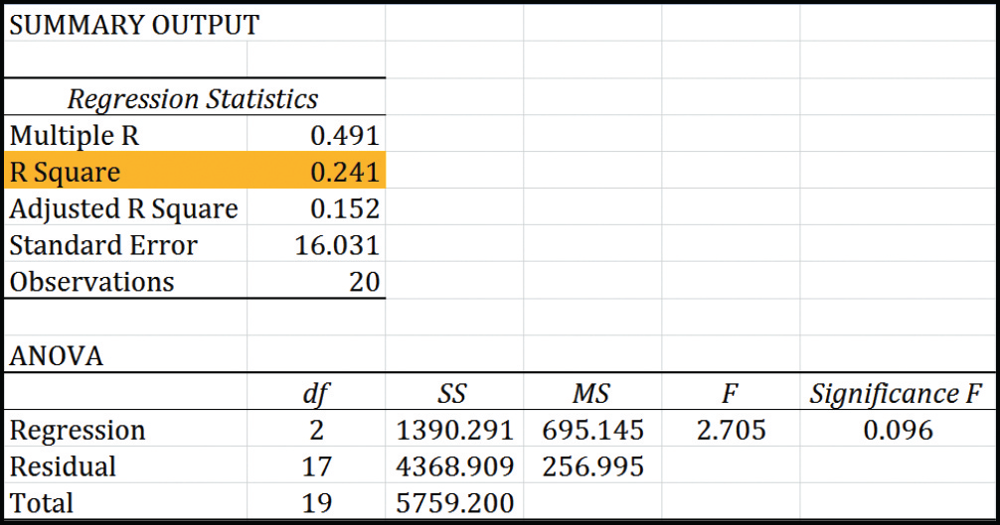 SUMMARY OUTPUT
Regression Statistics
Multiple R 0.491
R Square 0.241
Adjusted R Square 0.152
Standard Error 16.031
Observations 20
ANOVA
df SS MS F Significance F
Regression 2 1390.291 695.145 2.705 0.096
Residual 17 4368.909 256.995
Total 19 5759.200